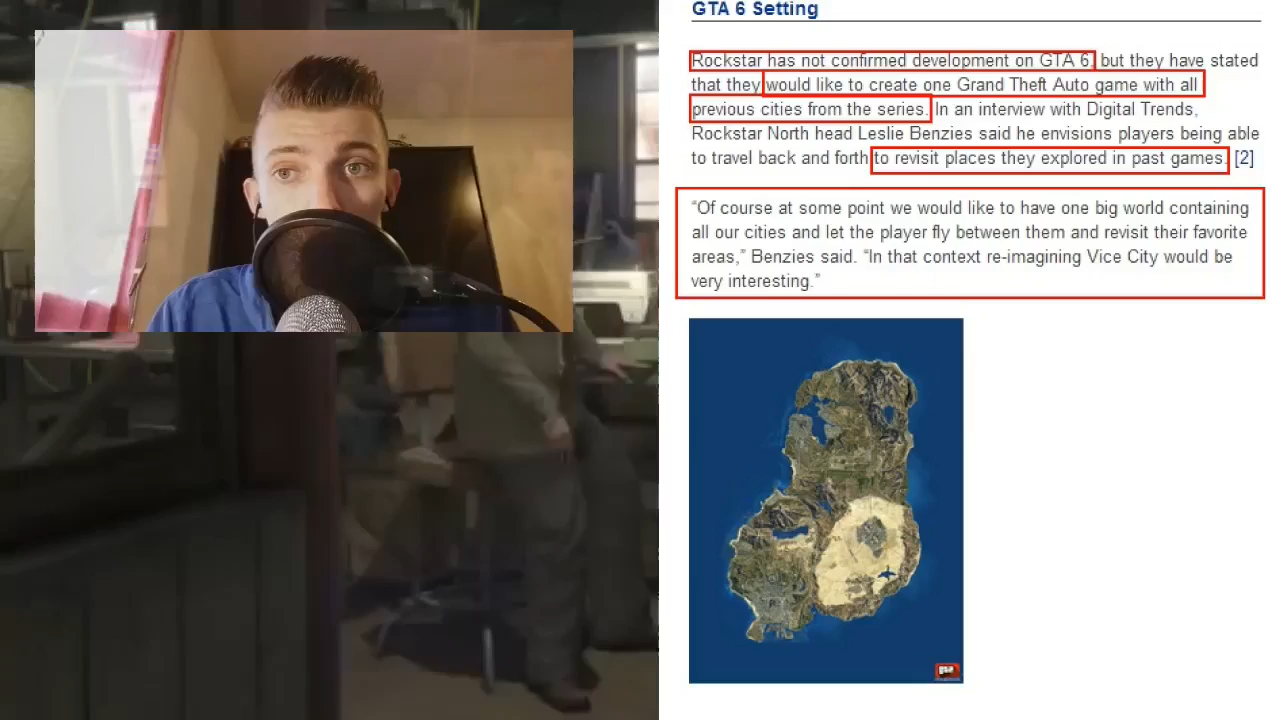 GTA 6 Setting
Rockstar has not confirmed development on GTA 6, but they have stated
that they would like to create one Grand Theft Auto game with all
previous cities from the series. In an interview with Digital Trends,
Rockstar North head Leslie Benzies said he envisions players being able
to travel back and forth to revisit places they explored in past games. [2]
“Of course at some point we would like to have one big world containing
all our cities and let the player fly between them and revisit their favorite
areas,” Benzies said. “In that context re-imagining Vice City would be
very interesting.”